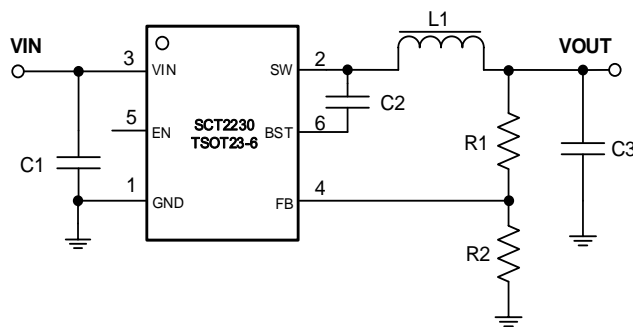 L1
VIN
VOUT
3
VIN
SW
2
C2
5
EN
SCT2230
TSOT23-6
BST
6
R1
C1
C3
1
GND
FB
4
R2